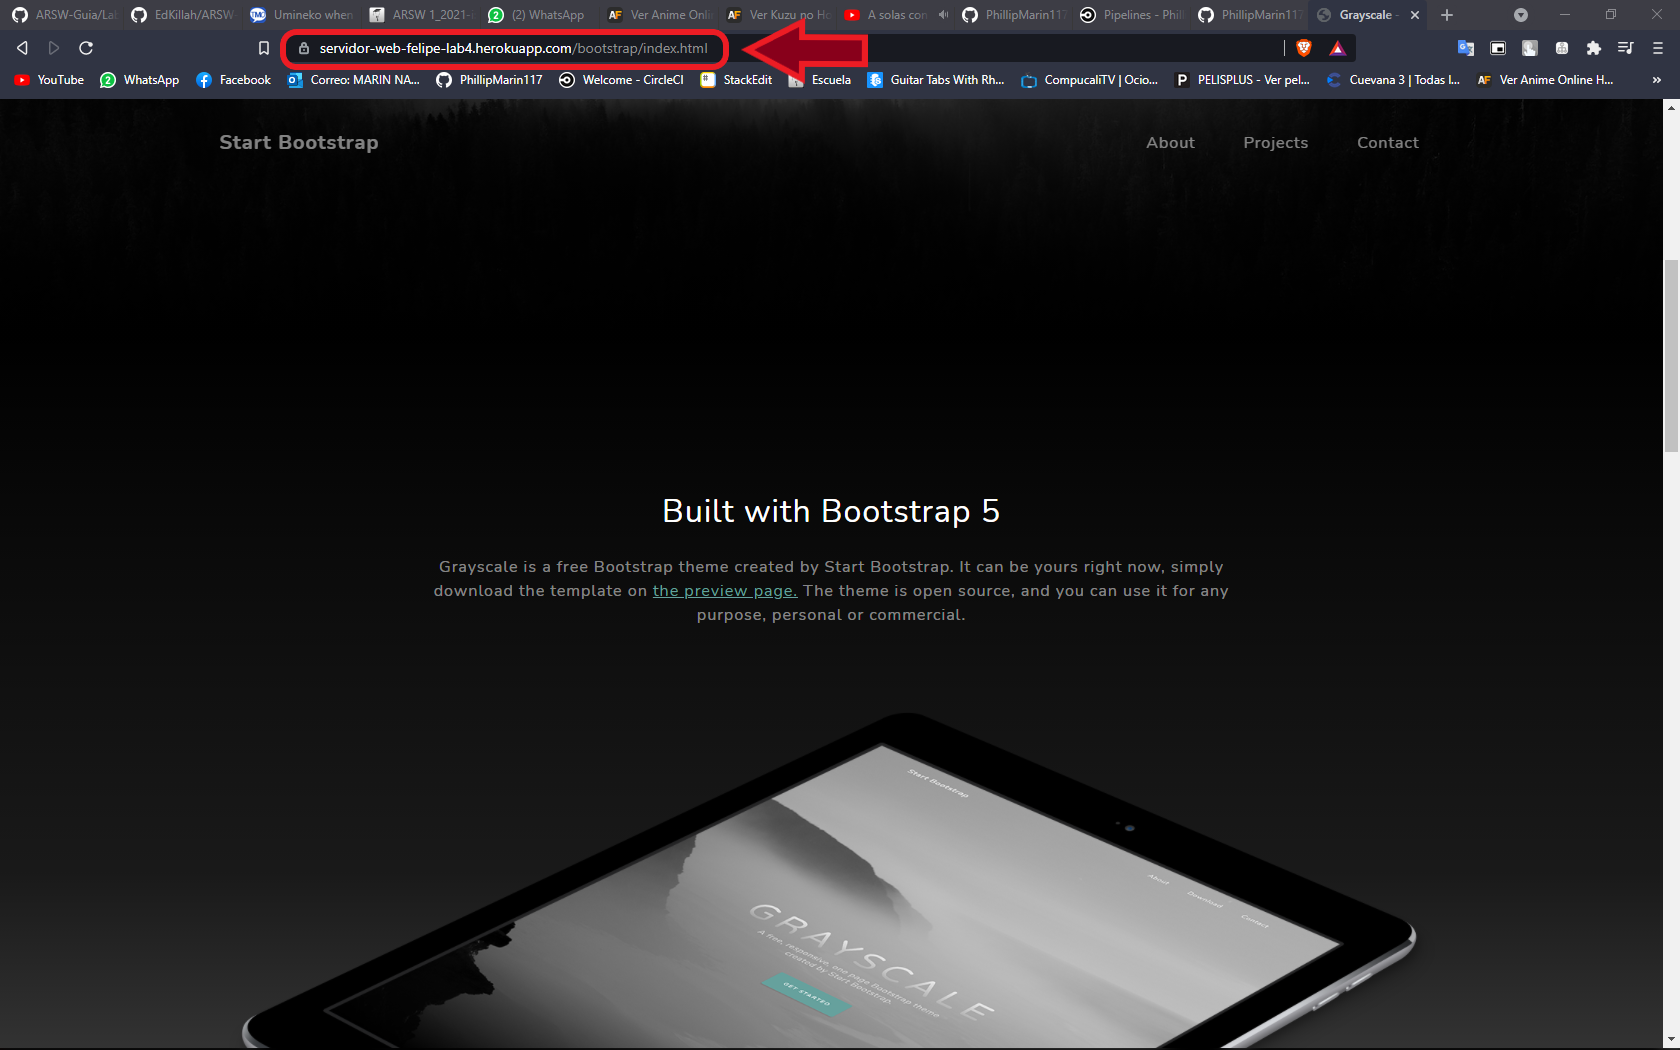 ARSW-Guia/Lab
EdKillah/ARSW-
Umineko when
ARSW 1_2021-i
(2) WhatsApp
Ver Anime Onli
Ver Kuzu no Ho
A solas con
PhillipMarin117
Pipelines - Phill
PhillipMarin117
Grayscale -
servidor-web-felipe-lab4.herokuapp.com/bootstrap/index.html
YouTube
WhatsApp
Facebook
Correo: MARIN NA...
PhillipMarin117
Welcome - CircleCI
StackEdit
Escuela
Guitar Tabs With Rh...
CompucaliTV | Ocio...
PELISPLUS - Ver pel...
Cuevana 3 | Todas l...
Ver Anime Online H...
»
Start Bootstrap
About
Projects
Contact
Built with Bootstrap 5
Grayscale is a free Bootstrap theme created by Start Bootstrap. It can be yours right now, simply
download the template on the preview page. The theme is open source, and you can use it for any
purpose, personal or commercial.
Start Bootstrap
About
Download
Contact
GRAYSCALE
A free, responsive, one page Bootstrap theme
created by Start Bootstrap.
GET STARTED